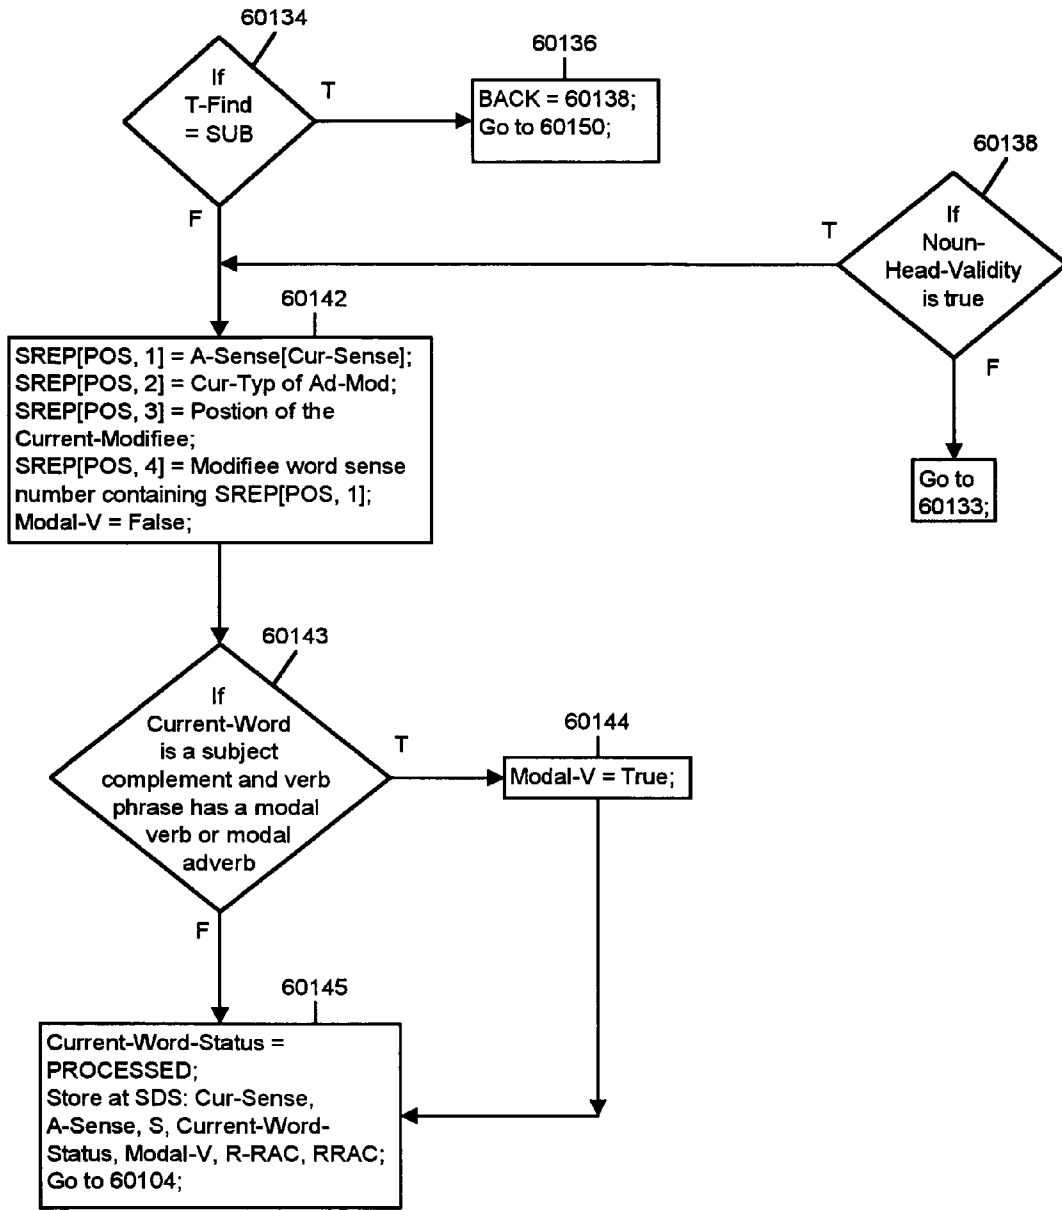 60134
If
T-Find
= SUB
T
F
60136
BACK = 60138;
Go to 60150;
60138
If
Noun-
Head-Validity
is true
T
F
Go to
60133;
60142
SREP[POS, 1] = A-Sense[Cur-Sense];
SREP[POS, 2] = Cur-Typ of Ad-Mod;
SREP[POS, 3] = Postion of the
Current-Modifiee;
SREP[POS, 4] = Modifiee word sense
number containing SREP[POS, 1];
Modal-V = False;
60143
If
Current-Word
is a subject
complement and verb
phrase has a modal
verb or modal
adverb
T
F
60144
Modal-V = True;
60145
Current-Word-Status =
PROCESSED;
Store at SDS: Cur-Sense,
A-Sense, S, Current-Word-
Status, Modal-V, R-RAC, RRAC;
Go to 60104;